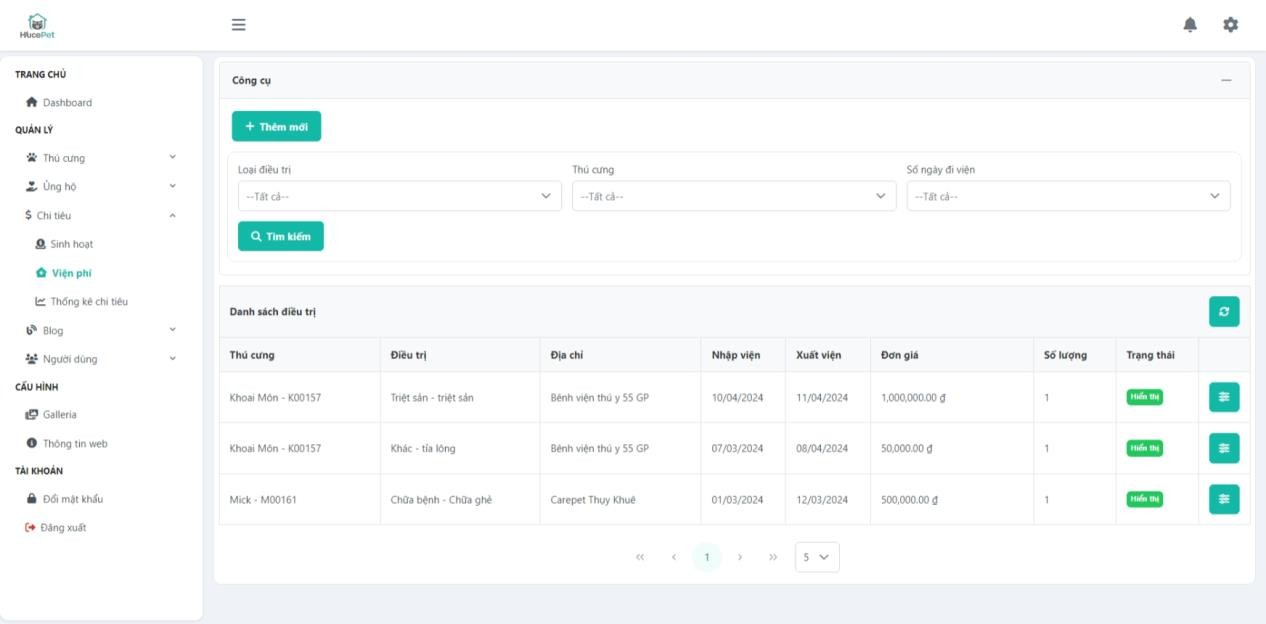 HucePet
TRANG CHỦ
Dashboard
QUẢN LÝ
Thú cưng
Ủng hộ
$ Chi tiêu
Sinh hoạt
Viện phí
Thống kê chi tiêu
Blog
Người dùng
CẤU HÌNH
Galleria
Thông tin web
TÀI KHOẢN
Đổi mật khẩu
Đăng xuất
Công cụ
+ Thêm mới
Loại điều trị Thú cưng Số ngày đi viện
--Tất cả-- --Tất cả-- --Tất cả--
Tìm kiếm
Danh sách điều trị
Thú cưng Điều trị Địa chỉ Nhập viện Xuất viện Đơn giá Số lượng Trạng thái
Khoai Môn - K00157 Triệt sản - triệt sản Bệnh viện thú y 55 GP 10/04/2024 11/04/2024 1,000,000.00 ₫ 1 Hiển thị
Khoai Môn - K00157 Khác - tỉa lông Bệnh viện thú y 55 GP 07/03/2024 08/04/2024 50,000.00 ₫ 1 Hiển thị
Mick - M00161 Chữa bệnh - Chữa ghẻ Carepet Thụy Khuê 01/03/2024 12/03/2024 500,000.00 ₫ 1 Hiển thị
<< < 1 > >> 5